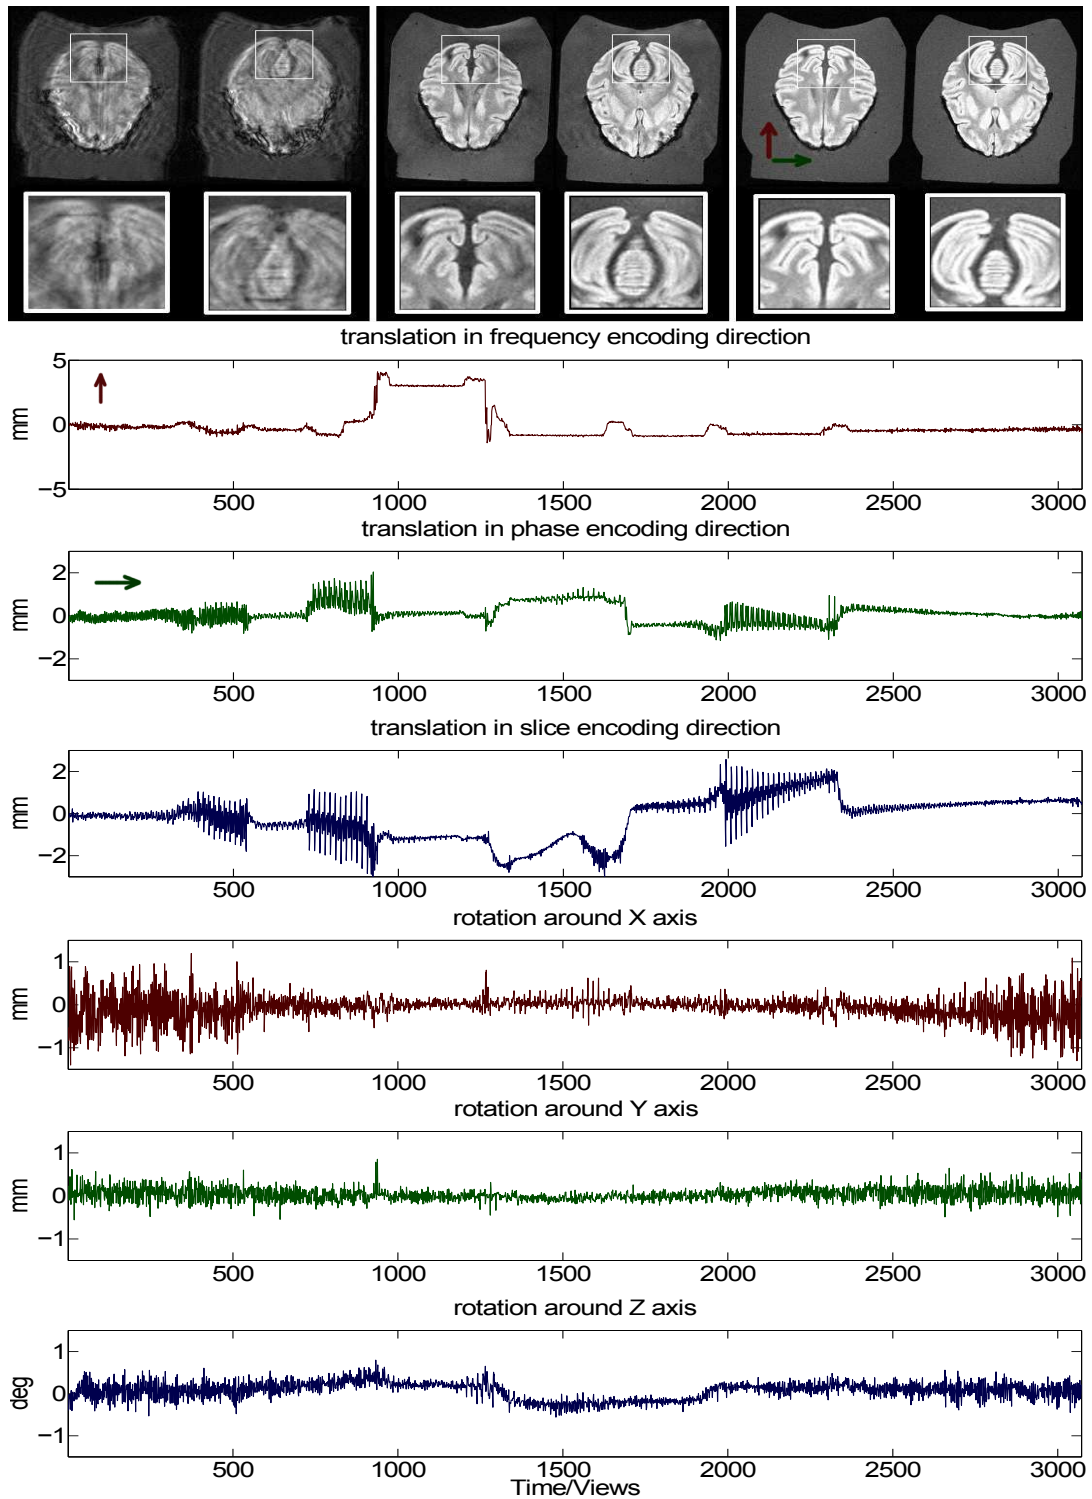 translation in frequency encoding direction
5
0
−5
mm
500 1000 1500 2000 2500 3000
translation in phase encoding direction
2
0
−2
mm
500 1000 1500 2000 2500 3000
translation in slice encoding direction
2
0
−2
mm
500 1000 1500 2000 2500 3000
rotation around X axis
1
0
−1
mm
500 1000 1500 2000 2500 3000
rotation around Y axis
1
0
−1
mm
500 1000 1500 2000 2500 3000
rotation around Z axis
1
0
−1
deg
500 1000 1500 2000 2500 3000
Time/Views